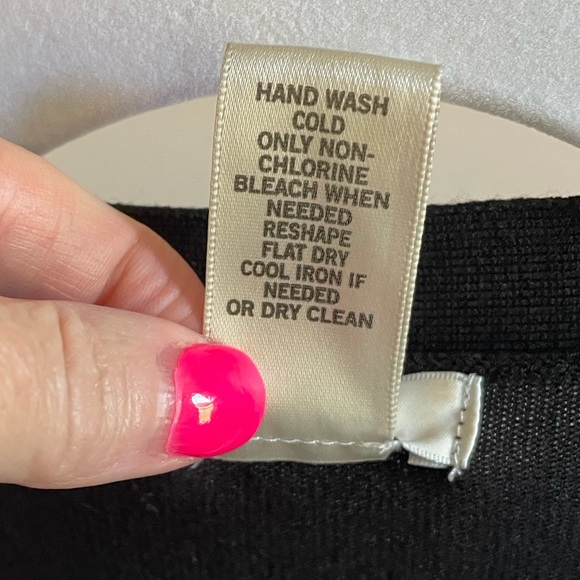 HAND WASH
COLD
ONLY NON-
CHLORINE
BLEACH WHEN
NEEDED
RESHAPE
FLAT DRY
COOL IRON IF
NEEDED
OR DRY CLEAN